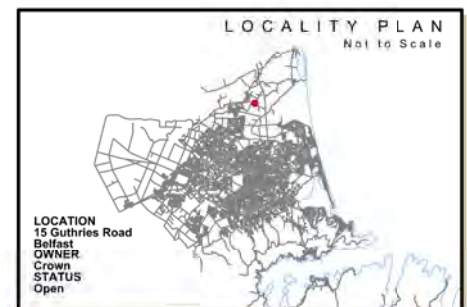 LOCALITY PLAN
Not to Scale
LOCATION
15 Guthries Road
Belfast
OWNER
Crown
STATUS
Open